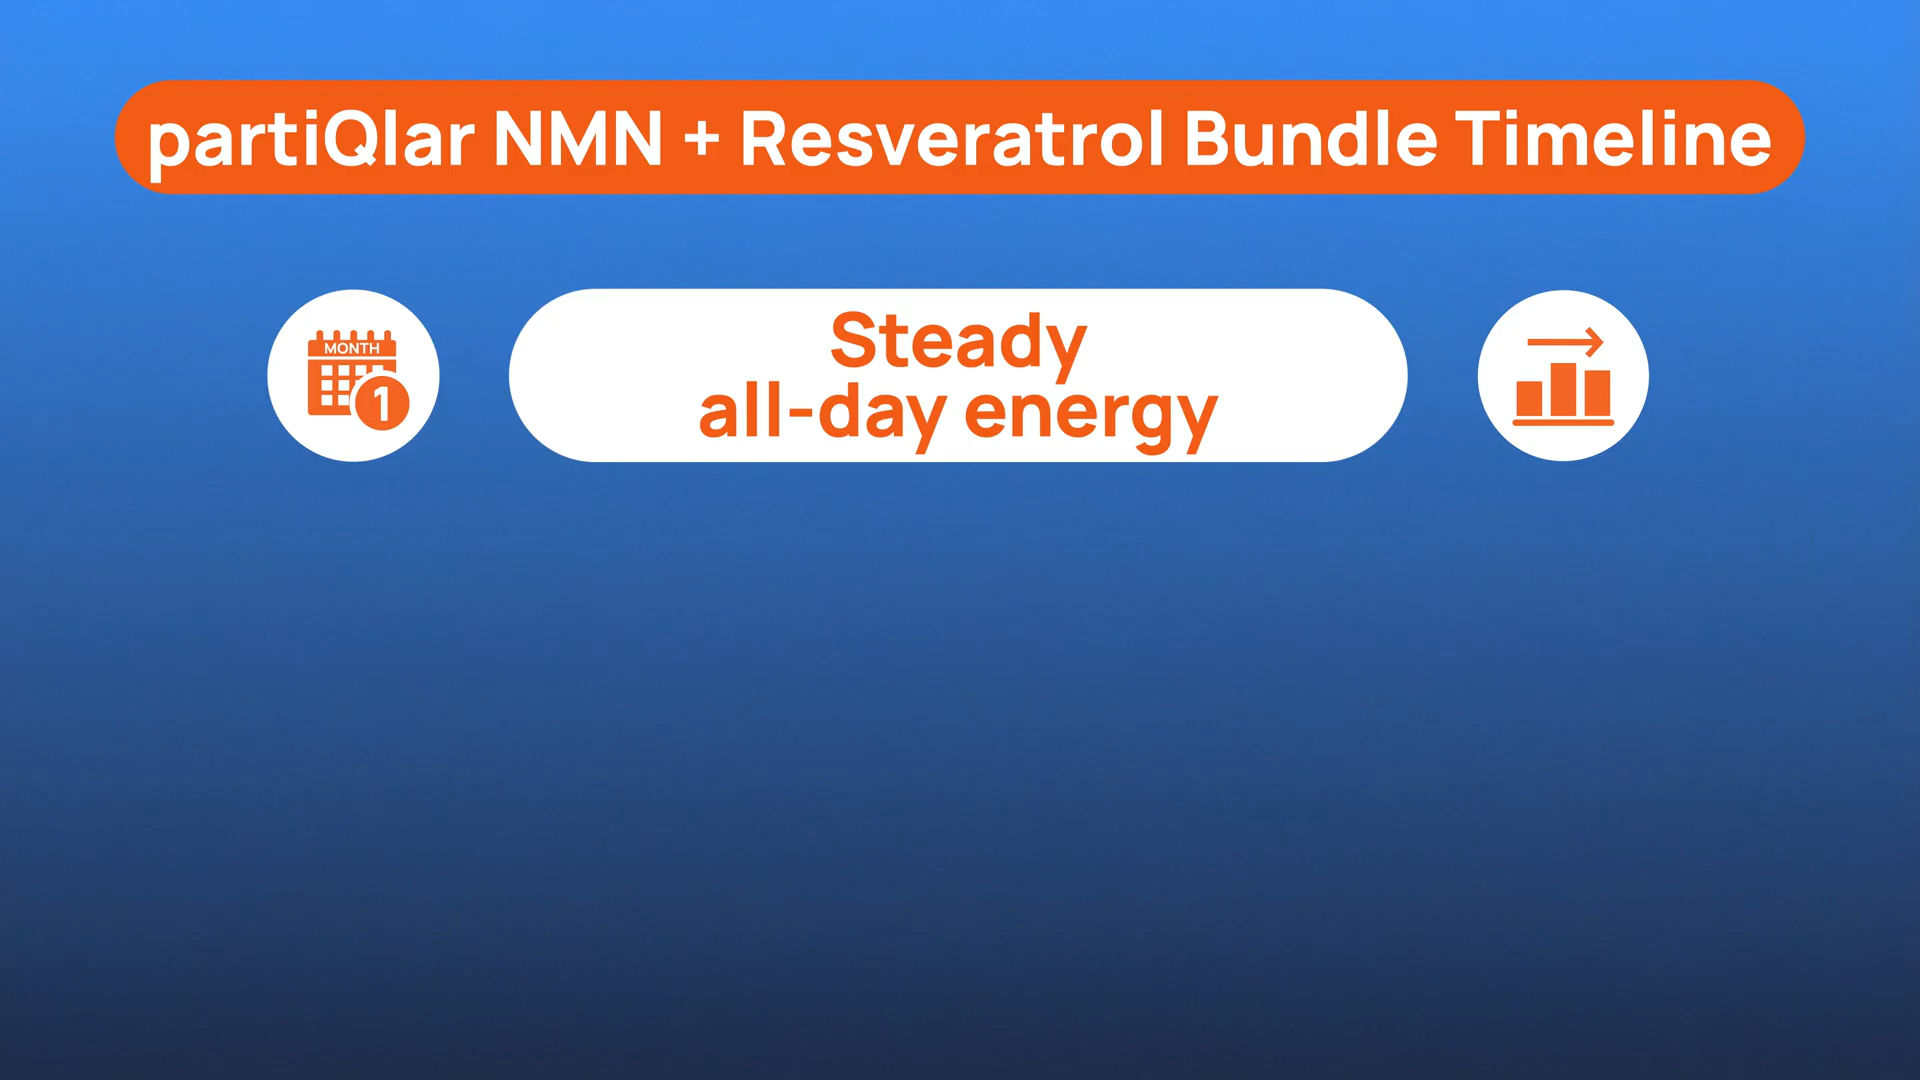 partiQlar NMN + Resveratrol Bundle Timeline
MONTH
1
Steady
all-day energy